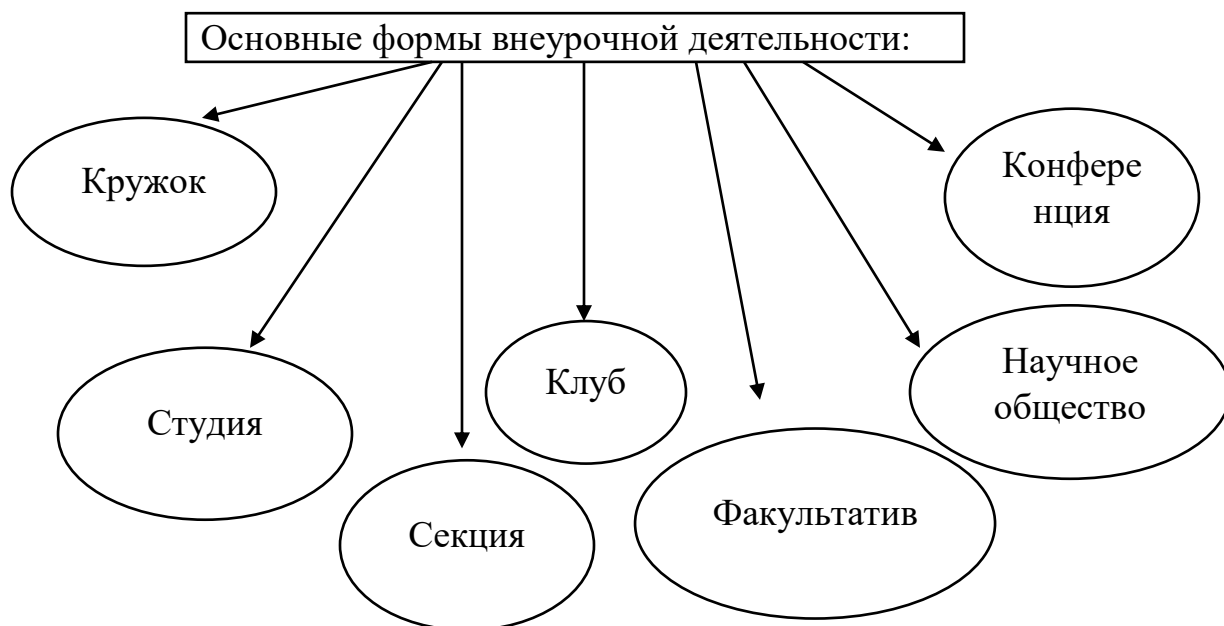 Основные формы внеурочной деятельности:
Кружок
Конфере
нция
Студия
Клуб
Научное
общество
Секция
Факультатив